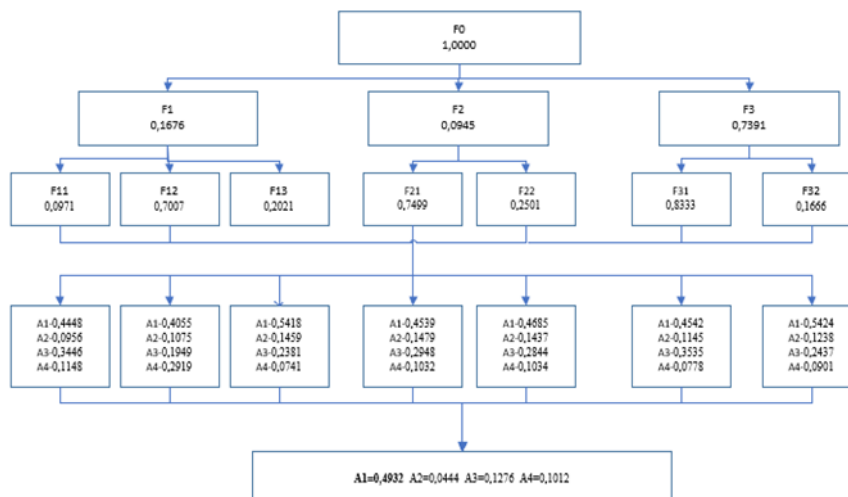 F0
1,0000
F1
0,1676
F2
0,0945
F3
0,7391
F11
0,0971
F12
0,7007
F13
0,2021
F21
0,7499
F22
0,2501
F31
0,8333
F32
0,1666
A1-0,4448
A2-0,0956
A3-0,3446
A4-0,1148
A1-0,4055
A2-0,1075
A3-0,1949
A4-0,2919
A1-0,5418
A2-0,1459
A3-0,2381
A4-0,0741
A1-0,4539
A2-0,1479
A3-0,2948
A4-0,1032
A1-0,4685
A2-0,1437
A3-0,2844
A4-0,1034
A1-0,4542
A2-0,1145
A3-0,3535
A4-0,0778
A1-0,5424
A2-0,1238
A3-0,2437
A4-0,0901
A1=0,4932 A2=0,0444 A3=0,1276 A4=0,1012